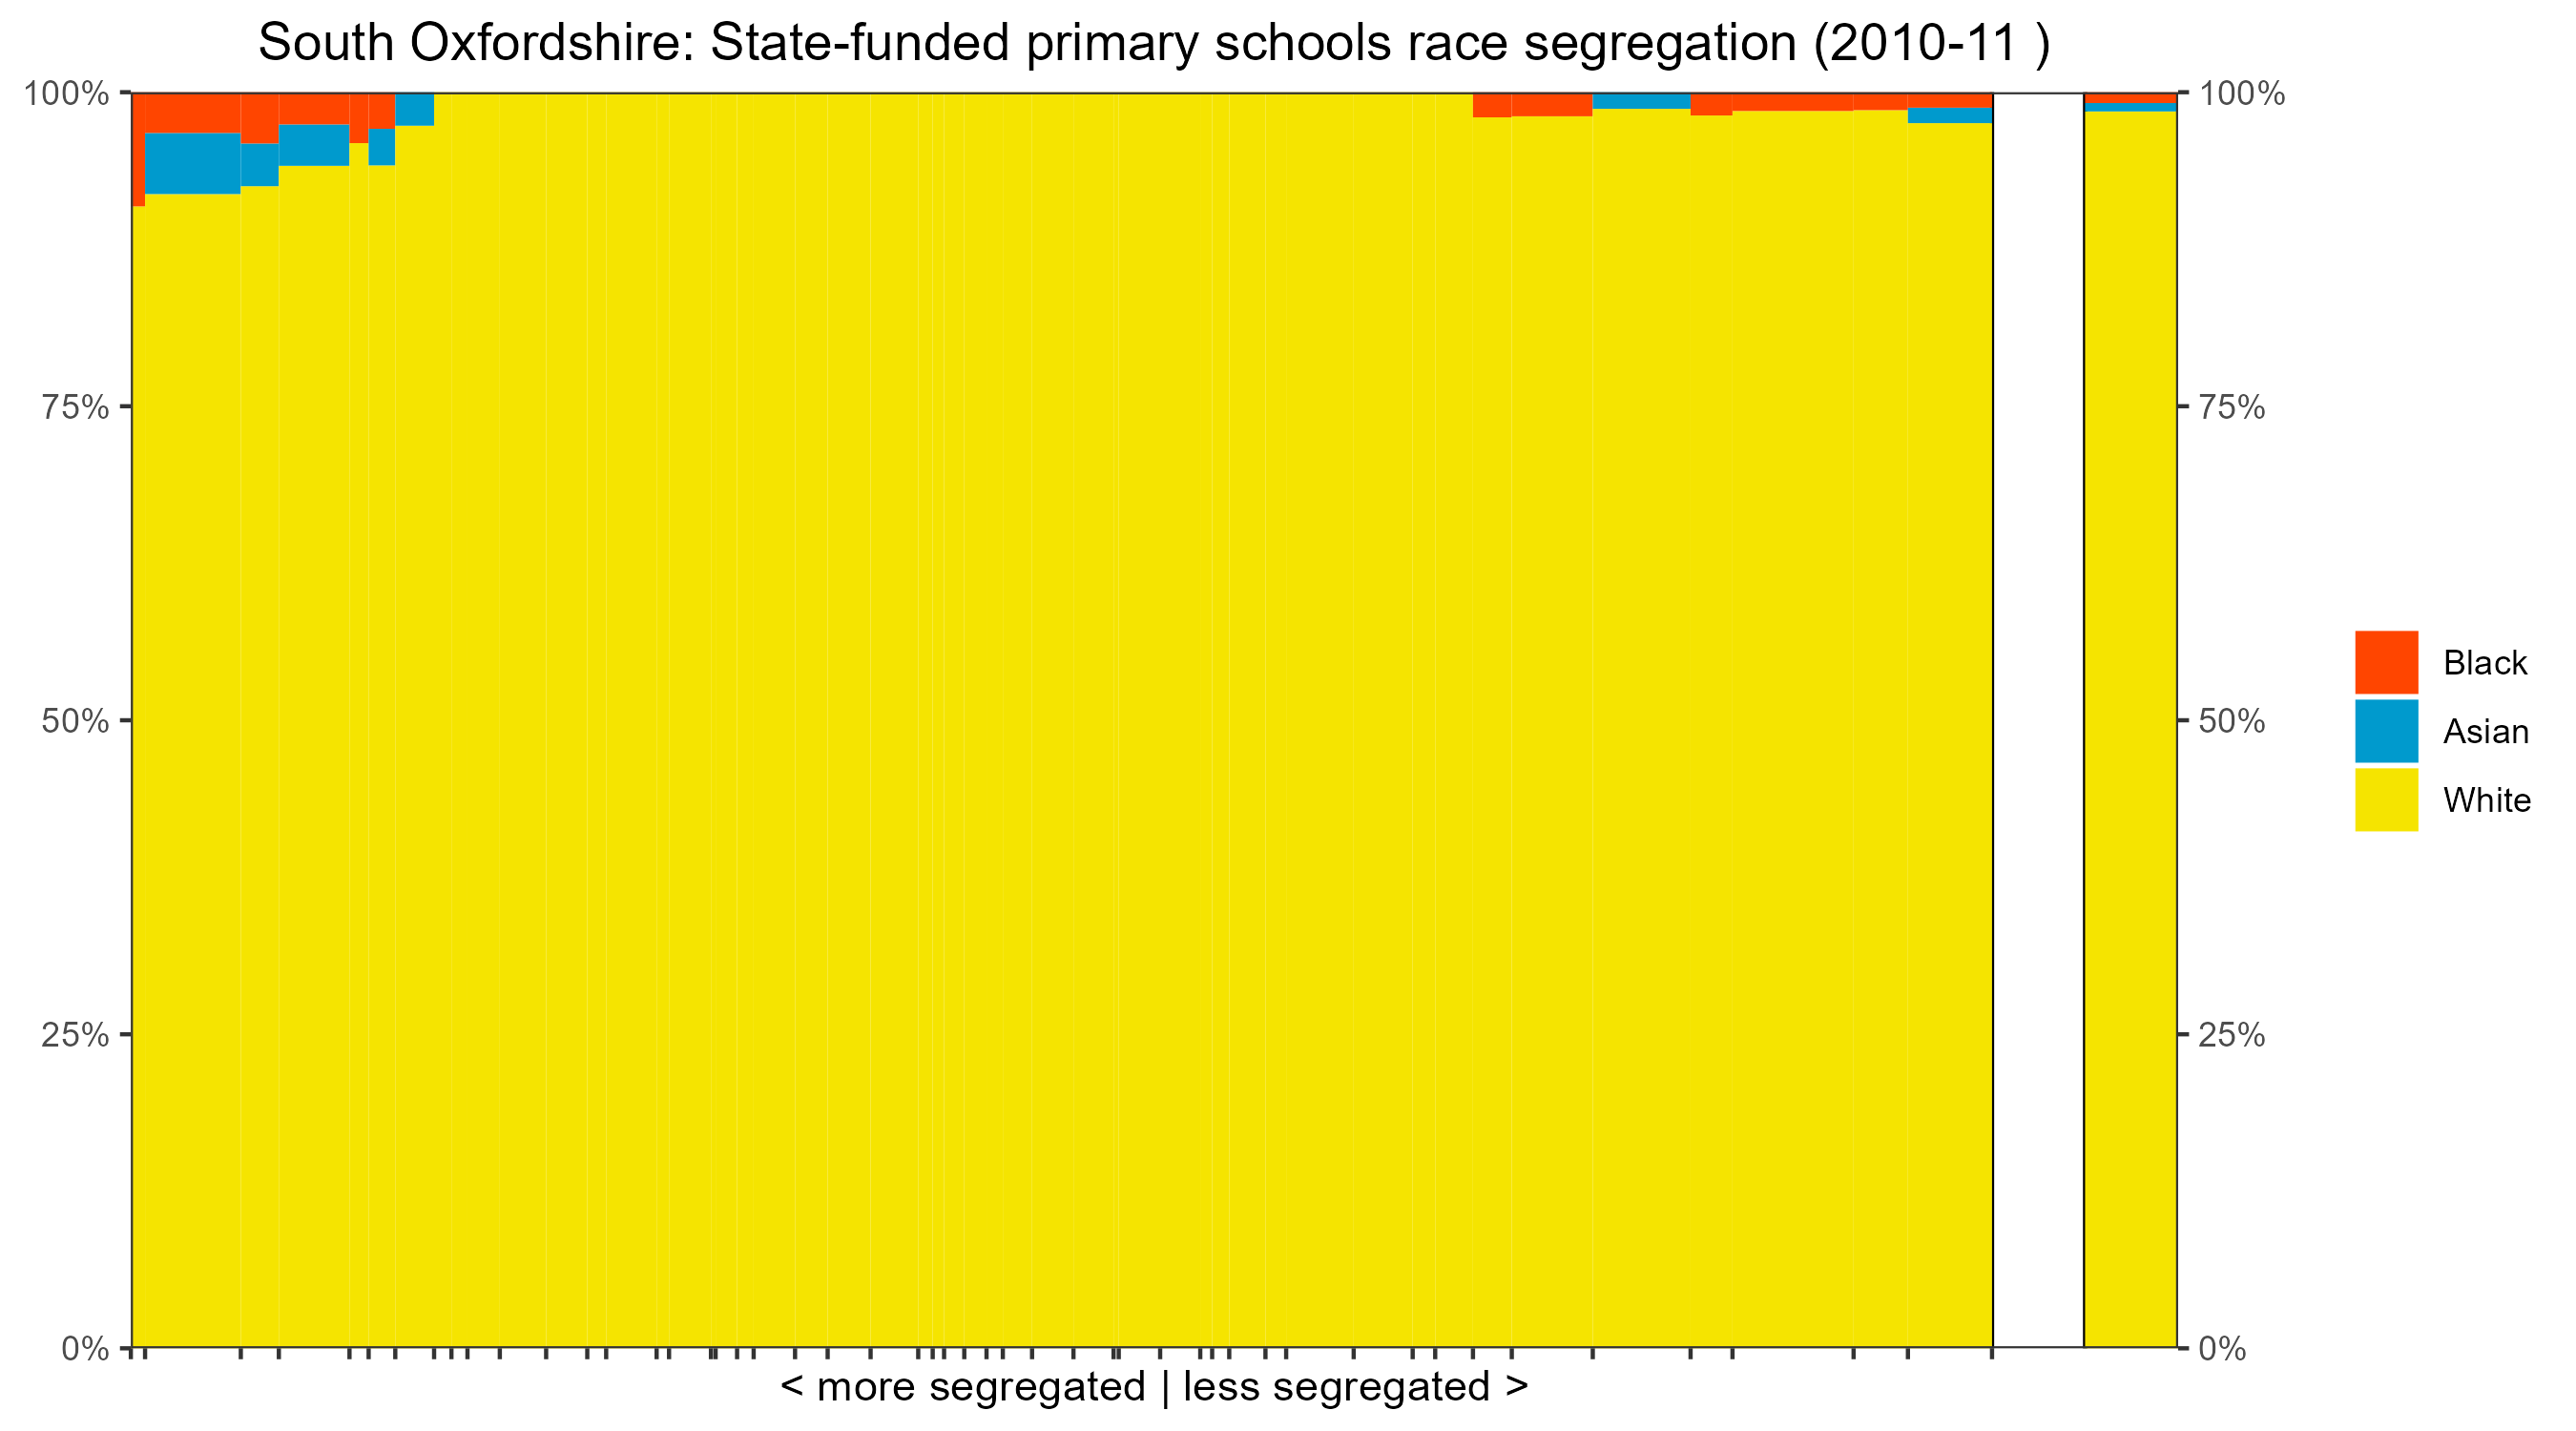 South Oxfordshire: State-funded primary schools race segregation (2010-11 )
100%
75%
50%
25%
0%
100%
75%
50%
25%
0%
Black
Asian
White
< more segregated | less segregated >